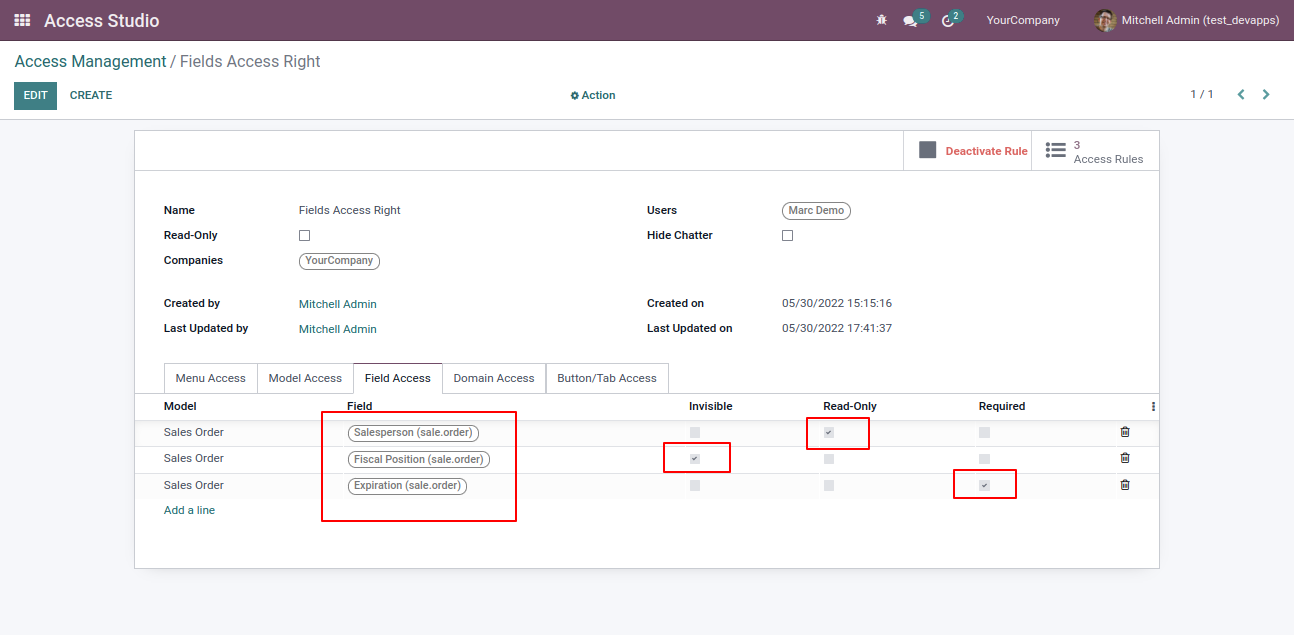 Access Studio 5 2 YourCompany Mitchell Admin (test_devapps)
Access Management / Fields Access Right
EDIT CREATE Action 1 / 1
Deactivate Rule 3 Access Rules
Name Fields Access Right Users Marc Demo
Read-Only Hide Chatter
Companies YourCompany
Created by Mitchell Admin Created on 05/30/2022 15:15:16
Last Updated by Mitchell Admin Last Updated on 05/30/2022 17:41:37
Menu Access Model Access Field Access Domain Access Button/Tab Access
Model Field Invisible Read-Only Required
Sales Order Salesperson (sale.order)
Sales Order Fiscal Position (sale.order)
Sales Order Expiration (sale.order)
Add a line